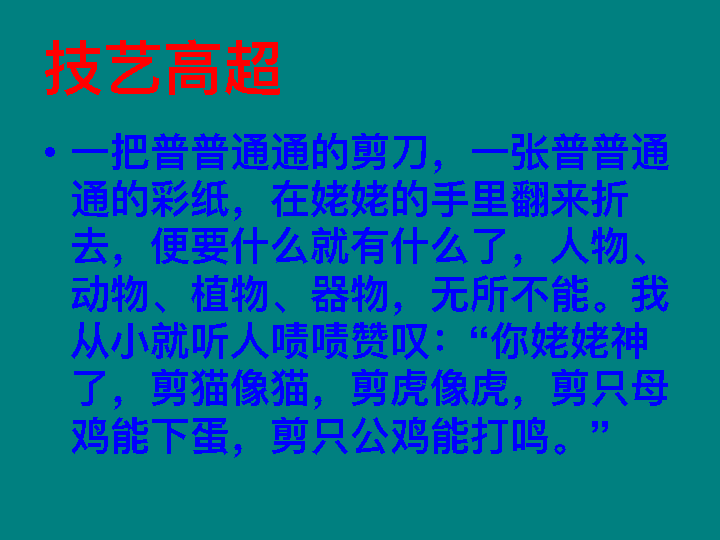 技艺高超
• 一把普普通通的剪刀，一张普普通
通的彩纸，在姥姥的手里翻来折
去，便要什么就有什么了，人物、
动物、植物、器物，无所不能。我
从小就听人啧啧赞叹：“你姥姥神
了，剪猫像猫，剪虎像虎，剪只母
鸡能下蛋，剪只公鸡能打鸣。”